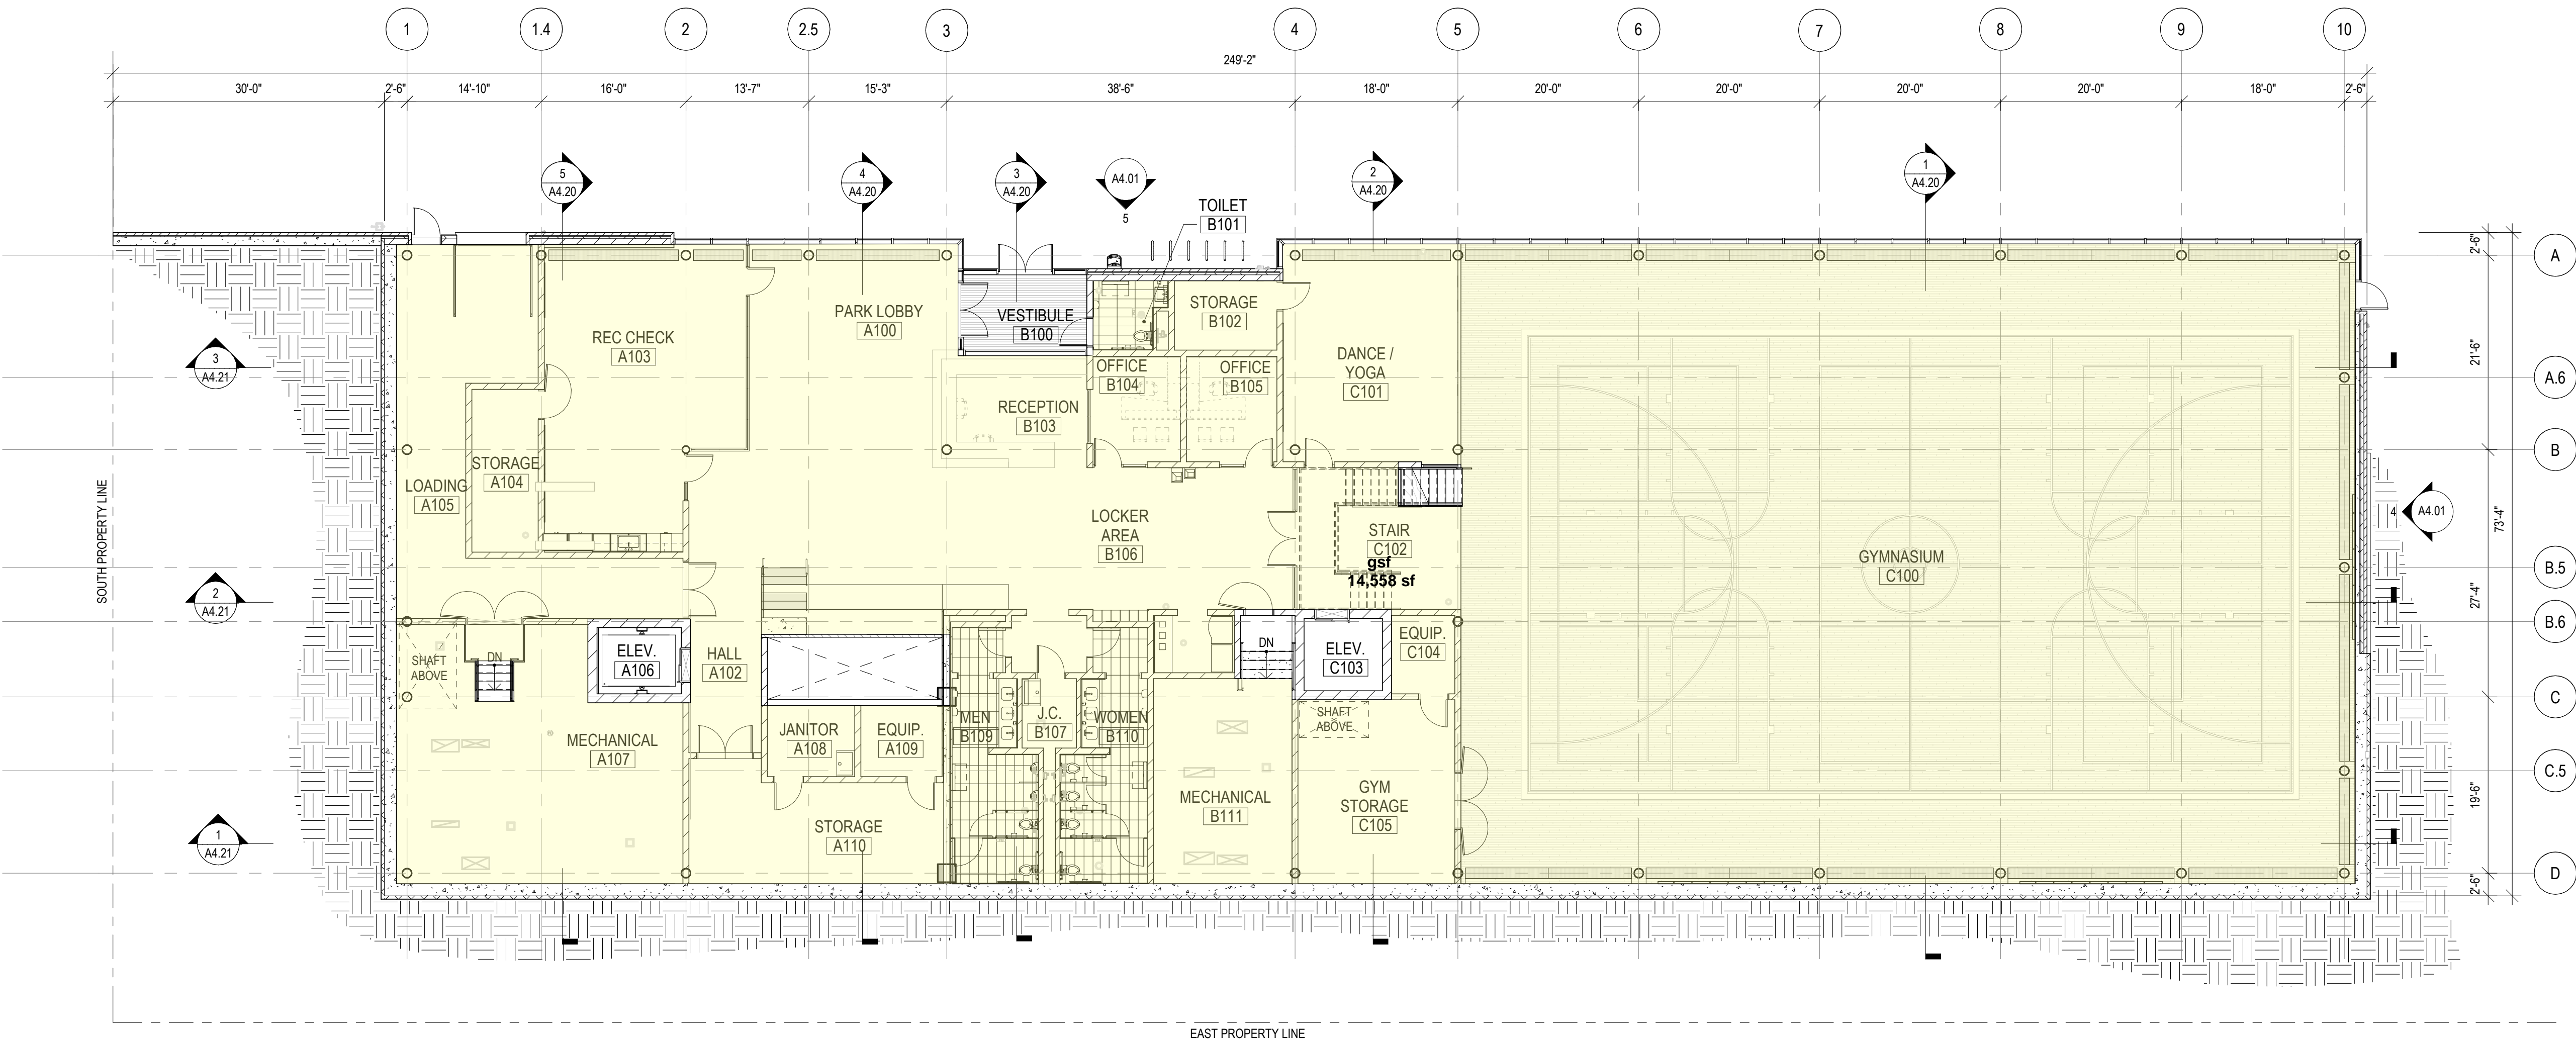 1
1.4
2
2.5
3
4
5
6
7
8
9
10
249'-2"
30'-0"
2'-6"
14'-10"
16'-0"
13'-7"
15'-3"
38'-6"
18'-0"
20'-0"
20'-0"
20'-0"
20'-0"
18'-0"
2'-6"
5
A4.20
4
A4.20
3
A4.20
A4.01
5
2
A4.20
1
A4.20
TOILET
B101
2'-6"
A
21'-6"
A.6
B
27'-4"
73'-4"
B.5
B.6
C
C.5
19'-6"
D
2'-6"
4
A4.01
3
A4.21
2
A4.21
1
A4.21
SOUTH PROPERTY LINE
REC CHECK
A103
PARK LOBBY
A100
VESTIBULE
B100
STORAGE
B102
OFFICE
B104
OFFICE
B105
DANCE /
YOGA
C101
RECEPTION
B103
STORAGE
A104
LOADING
A105
LOCKER
AREA
B106
STAIR
C102
gsf
14,558 sf
GYMNASIUM
C100
SHAFT
ABOVE
DN
ELEV.
A106
HALL
A102
DN
ELEV.
C103
EQUIP.
C104
MECHANICAL
A107
JANITOR
A108
EQUIP.
A109
MEN
B109
J.C.
B107
WOMEN
B110
SHAFT
ABOVE
STORAGE
A110
MECHANICAL
B111
GYM
STORAGE
C105
EAST PROPERTY LINE